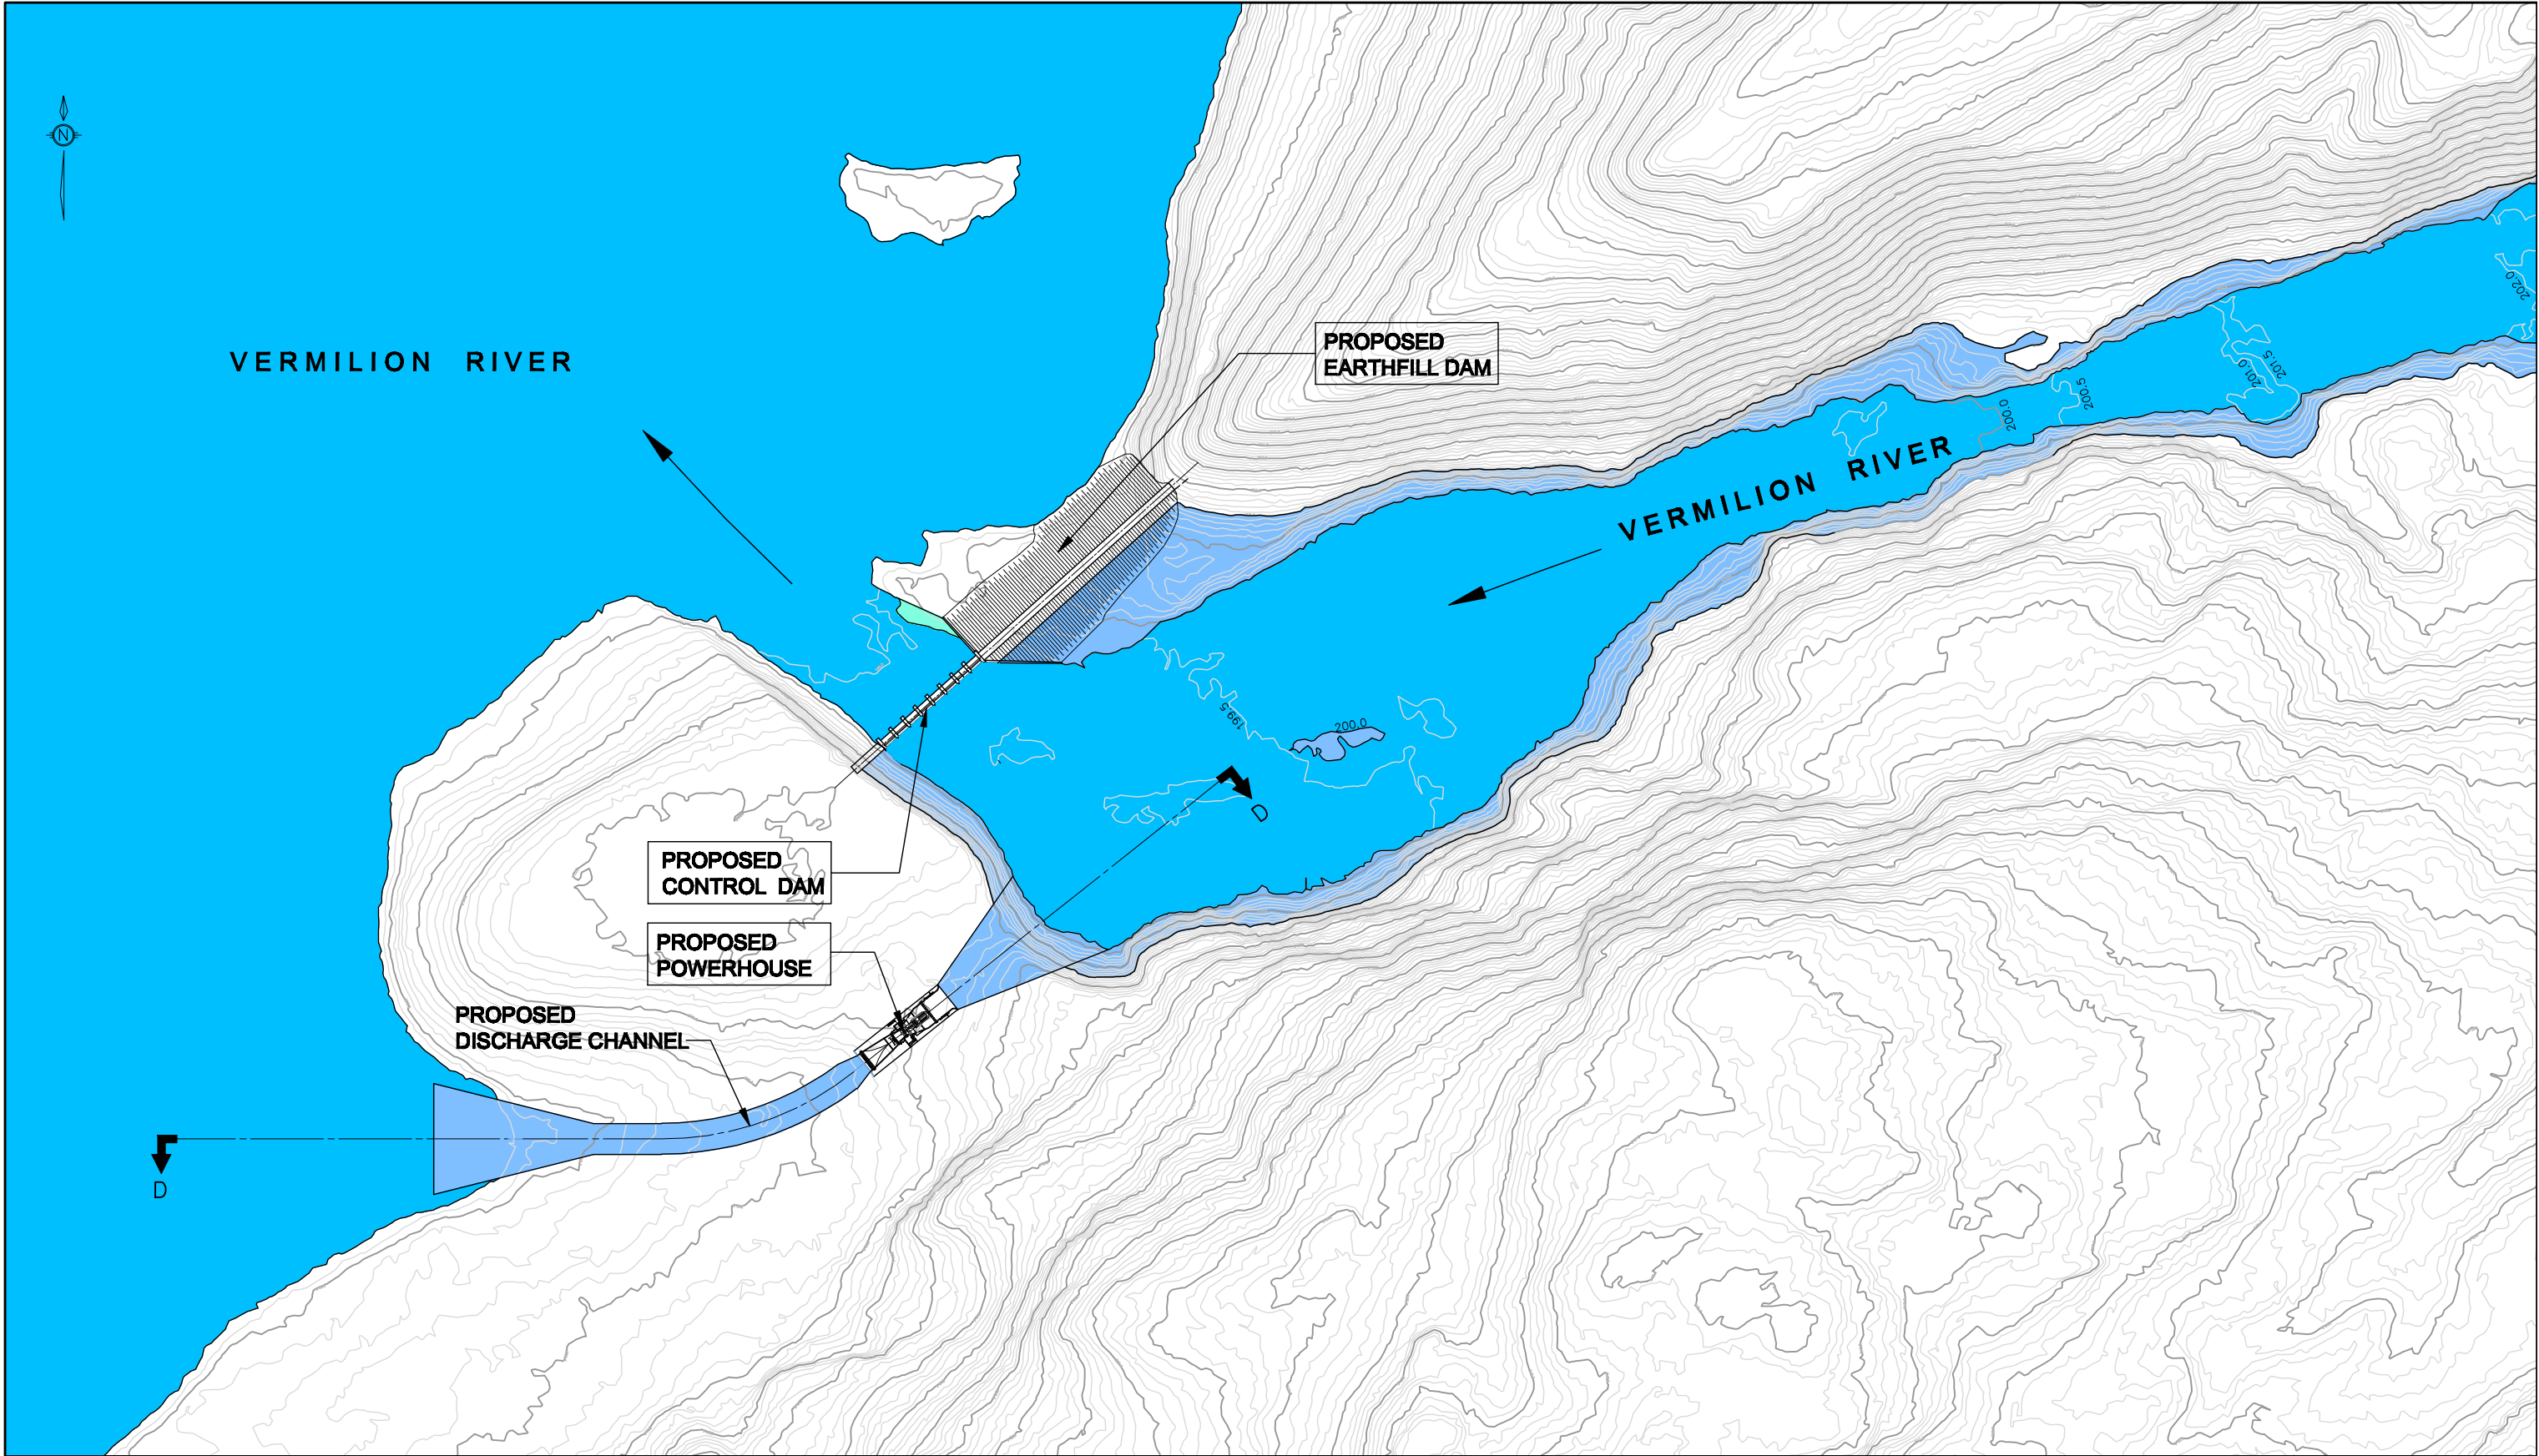 N
VERMILION RIVER
PROPOSED
EARTHFILL DAM
202.0
201.5
201.0
200.5
200.0
VERMILION RIVER
199.5
200.0
D
PROPOSED
CONTROL DAM
PROPOSED
POWERHOUSE
PROPOSED
DISCHARGE CHANNEL
D